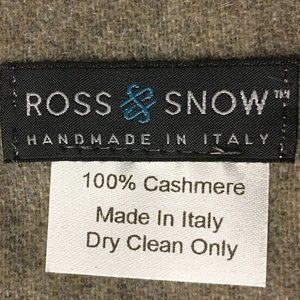 ROSS & SNOW™
HANDMADE IN ITALY
100% Cashmere
Made In Italy
Dry Clean Only